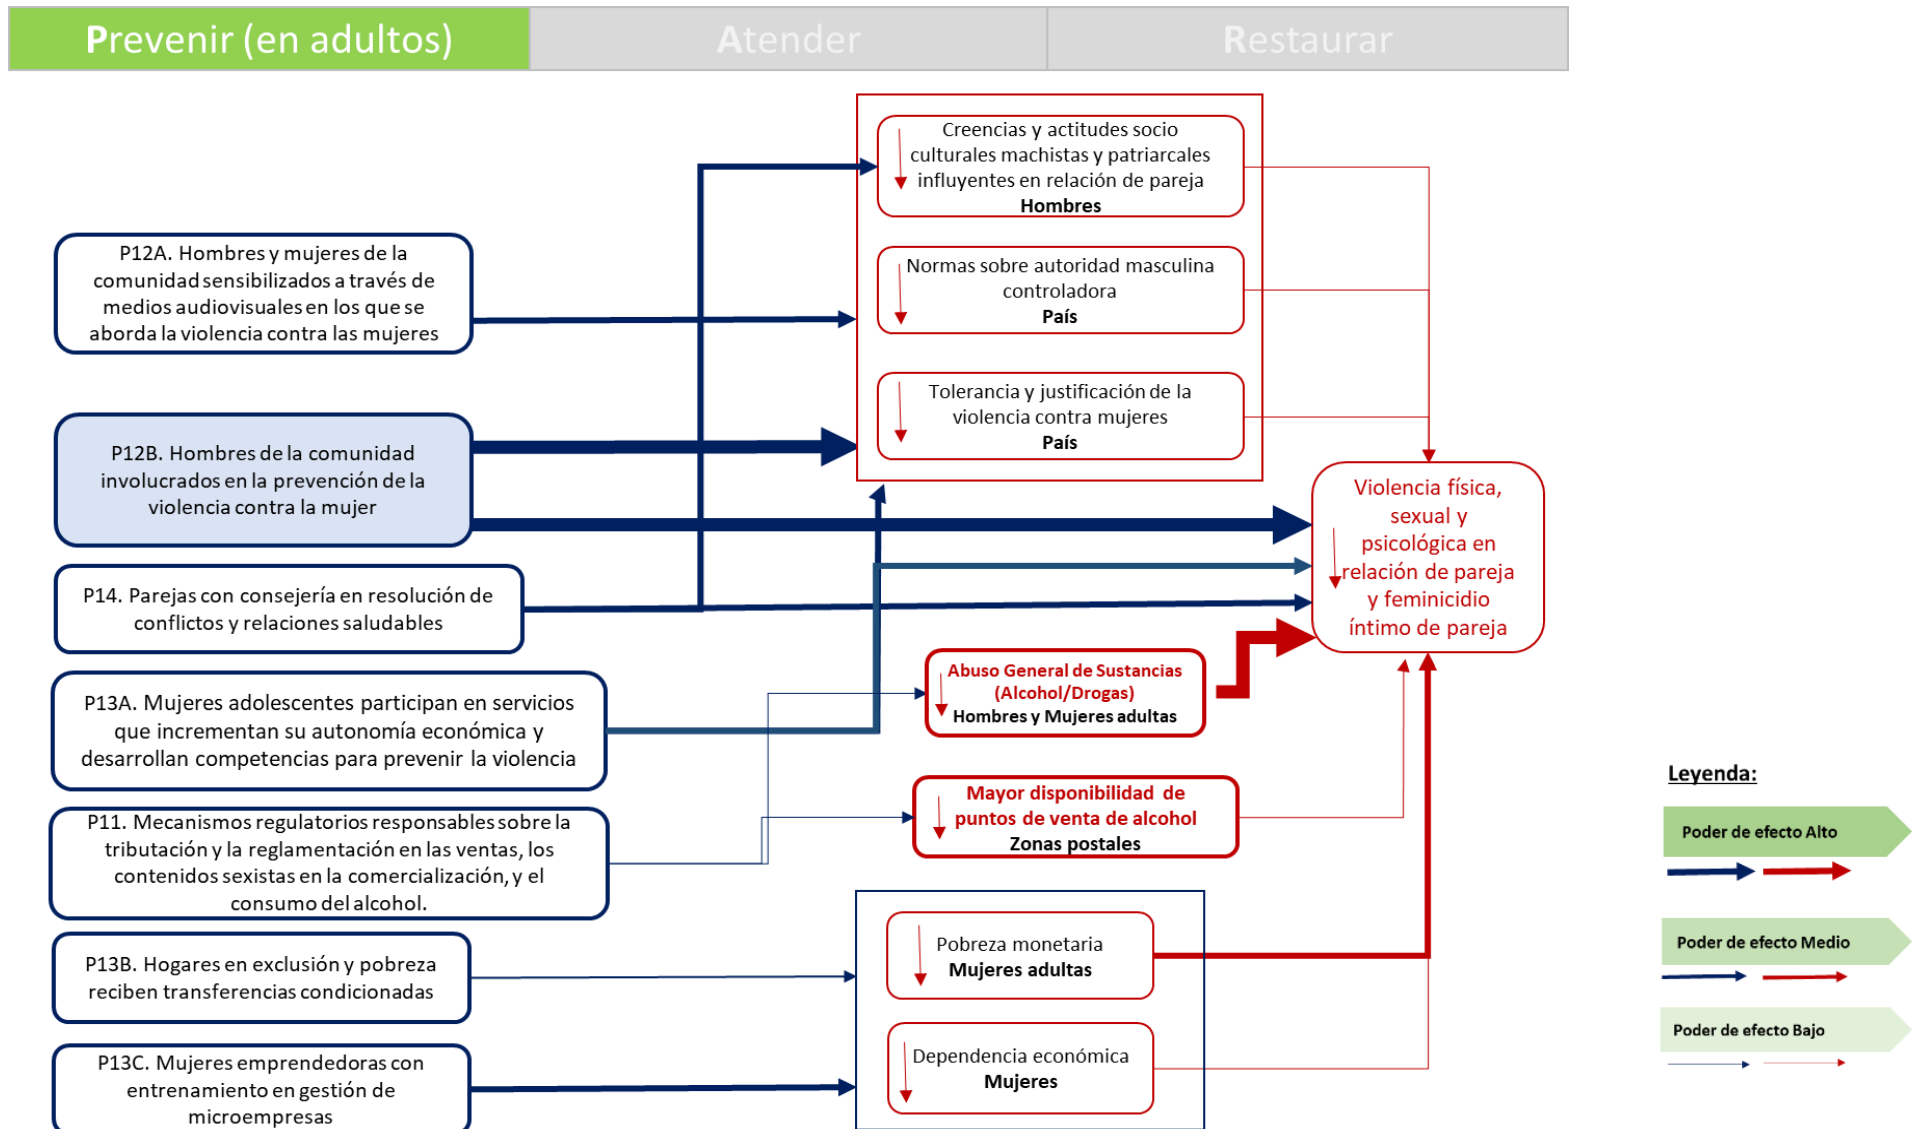 Prevenir (en adultos)
Atender
Restaurar
Creencias y actitudes socio
culturales machistas y patriarcales
influyentes en relación de pareja
Hombres
Normas sobre autoridad masculina
controladora
País
Tolerancia y justificación de la
violencia contra mujeres
País
P12A. Hombres y mujeres de la
comunidad sensibilizados a través de
medios audiovisuales en los que se
aborda la violencia contra las mujeres
P12B. Hombres de la comunidad
involucrados en la prevención de la
violencia contra la mujer
P14. Parejas con consejería en resolución de
conflictos y relaciones saludables
P13A. Mujeres adolescentes participan en servicios
que incrementan su autonomía económica y
desarrollan competencias para prevenir la violencia
P11. Mecanismos regulatorios responsables sobre la
tributación y la reglamentación en las ventas, los
contenidos sexistas en la comercialización, y el
consumo del alcohol.
P13B. Hogares en exclusión y pobreza
reciben transferencias condicionadas
P13C. Mujeres emprendedoras con
entrenamiento en gestión de
microempresas
Violencia física,
sexual y
psicológica en
relación de pareja
y feminicidio
íntimo de pareja
Abuso General de Sustancias
(Alcohol/Drogas)
Hombres y Mujeres adultas
Mayor disponibilidad de
puntos de venta de alcohol
Zonas postales
Pobreza monetaria
Mujeres adultas
Dependencia económica
Mujeres
Leyenda:
Poder de efecto Alto
Poder de efecto Medio
Poder de efecto Bajo